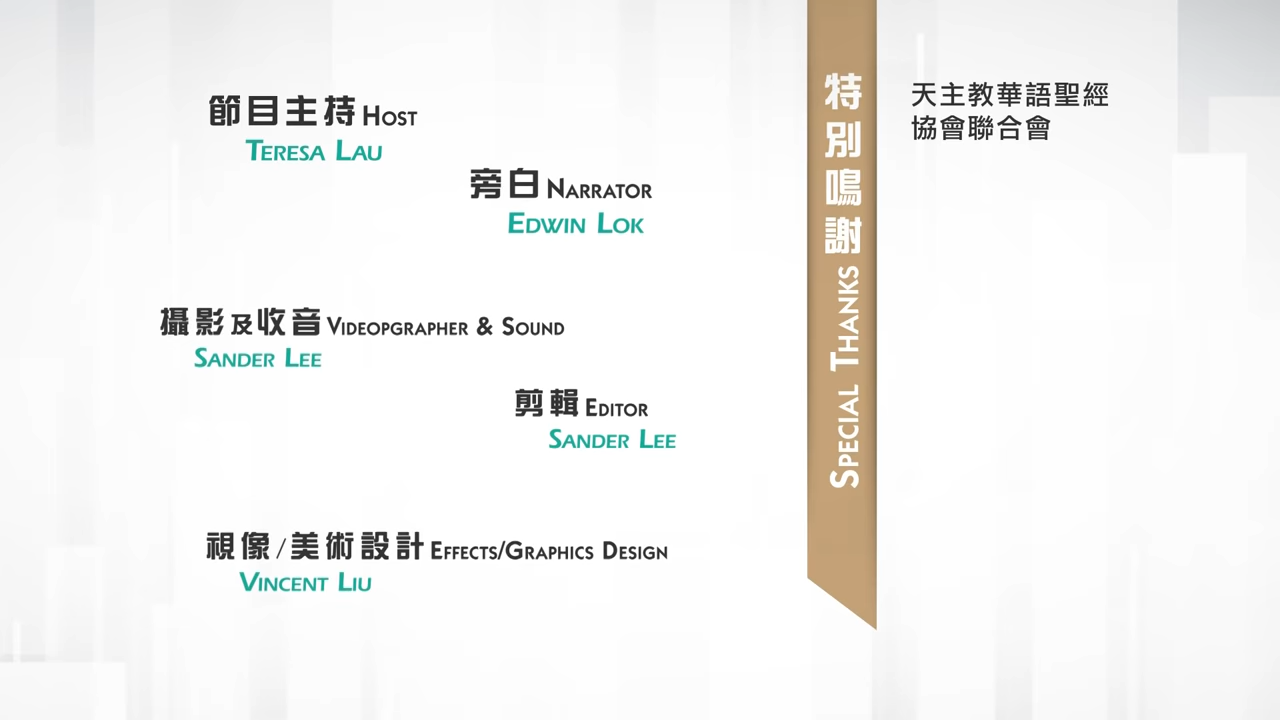 節目主持 HOST
TERESA LAU
旁白 NARRATOR
EDWIN LOK
攝影及收音 VIDEOPGRAPHER & SOUND
SANDER LEE
剪輯 EDITOR
SANDER LEE
視像/美術設計 EFFECTS/GRAPHICS DESIGN
VINCENT LIU
特別鳴謝 SPECIAL THANKS
天主教華語聖經
協會聯合會